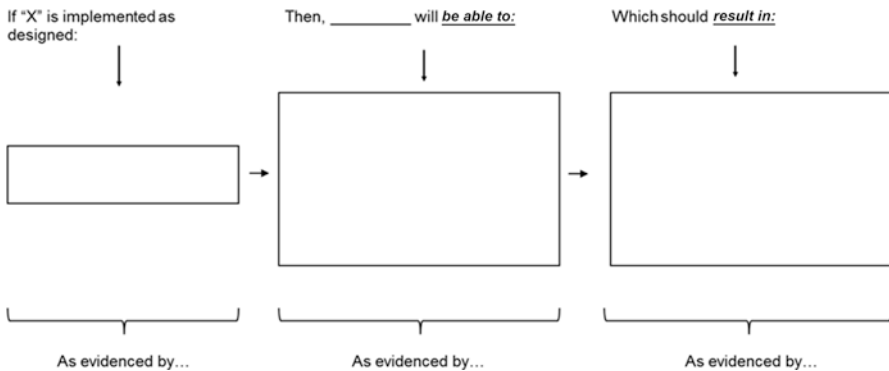 If “X” is implemented as
designed:
Then, __________ will be able to:
Which should result in:
As evidenced by…
As evidenced by…
As evidenced by…